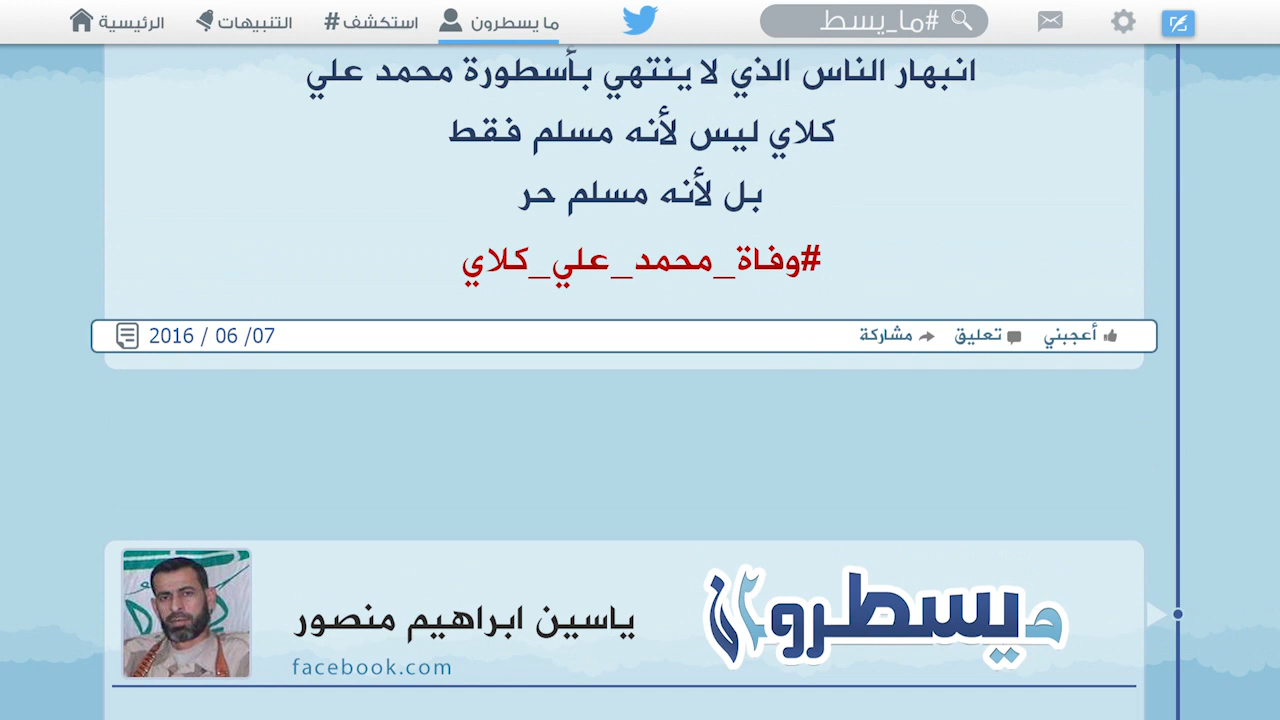 الرئيسية
التنبيهات
استكشف #
ما يسطرون
#ما_يسط
انبهار الناس الذي لا ينتهي بأسطورة محمد علي
كلاي ليس لأنه مسلم فقط
بل لأنه مسلم حر
#وفاة_محمد_علي_كلاي
أعجبني
تعليق
مشاركة
2016 / 06 /07
ما يسطرون
ياسين ابراهيم منصور
facebook.com